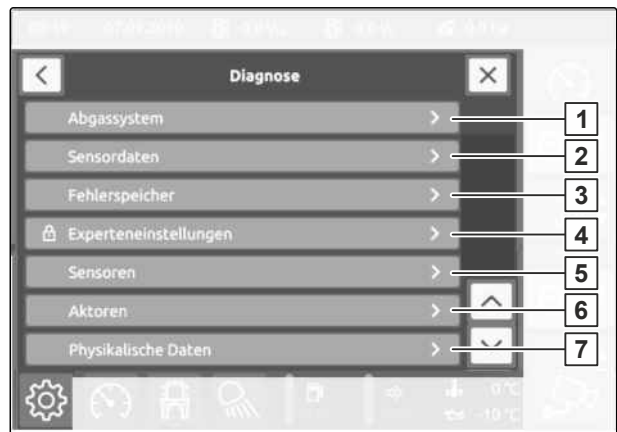 Diagnose
Abgassystem
1
Sensordaten
2
Fehlerspeicher
3
Experteneinstellungen
4
Sensoren
5
Aktoren
6
Physikalische Daten
7
0 °C
-10 °C